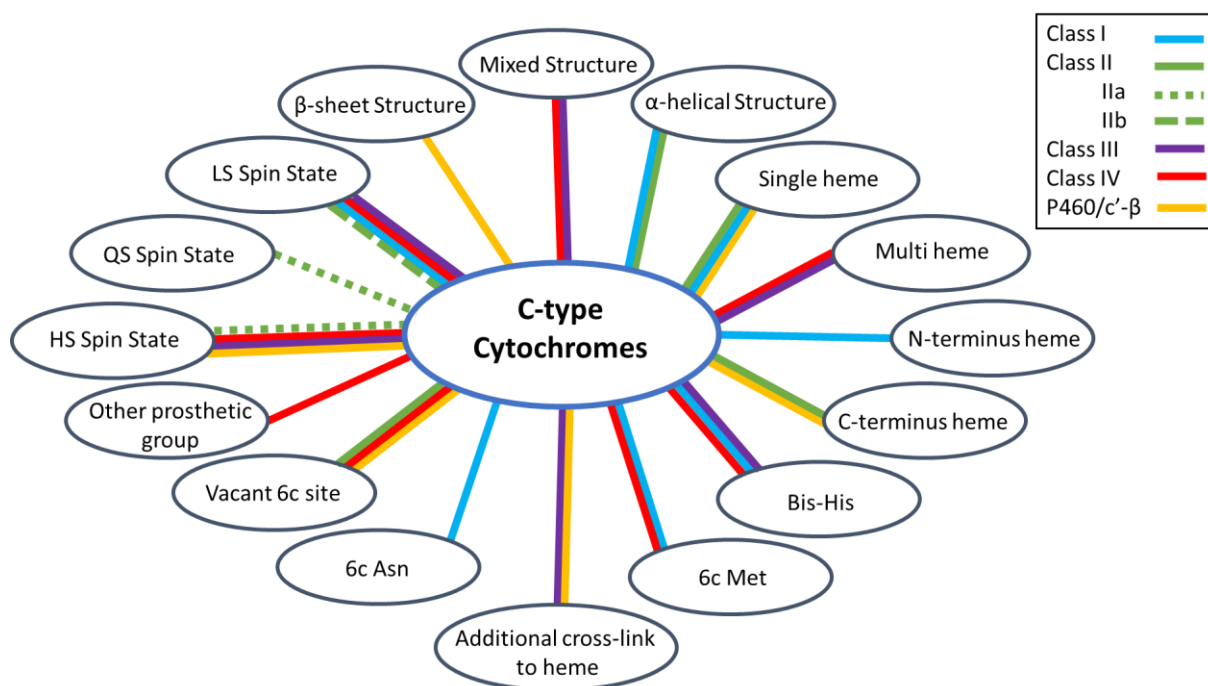 Mixed Structure
β-sheet Structure
α-helical Structure
LS Spin State
Single heme
QS Spin State
Multi heme
HS Spin State
C-type
Cytochromes
N-terminus heme
Other prosthetic
group
C-terminus heme
Vacant 6c site
Bis-His
6c Asn
6c Met
Additional cross-link
to heme
Class I
Class II
IIa
IIb
Class III
Class IV
P460/c’-β